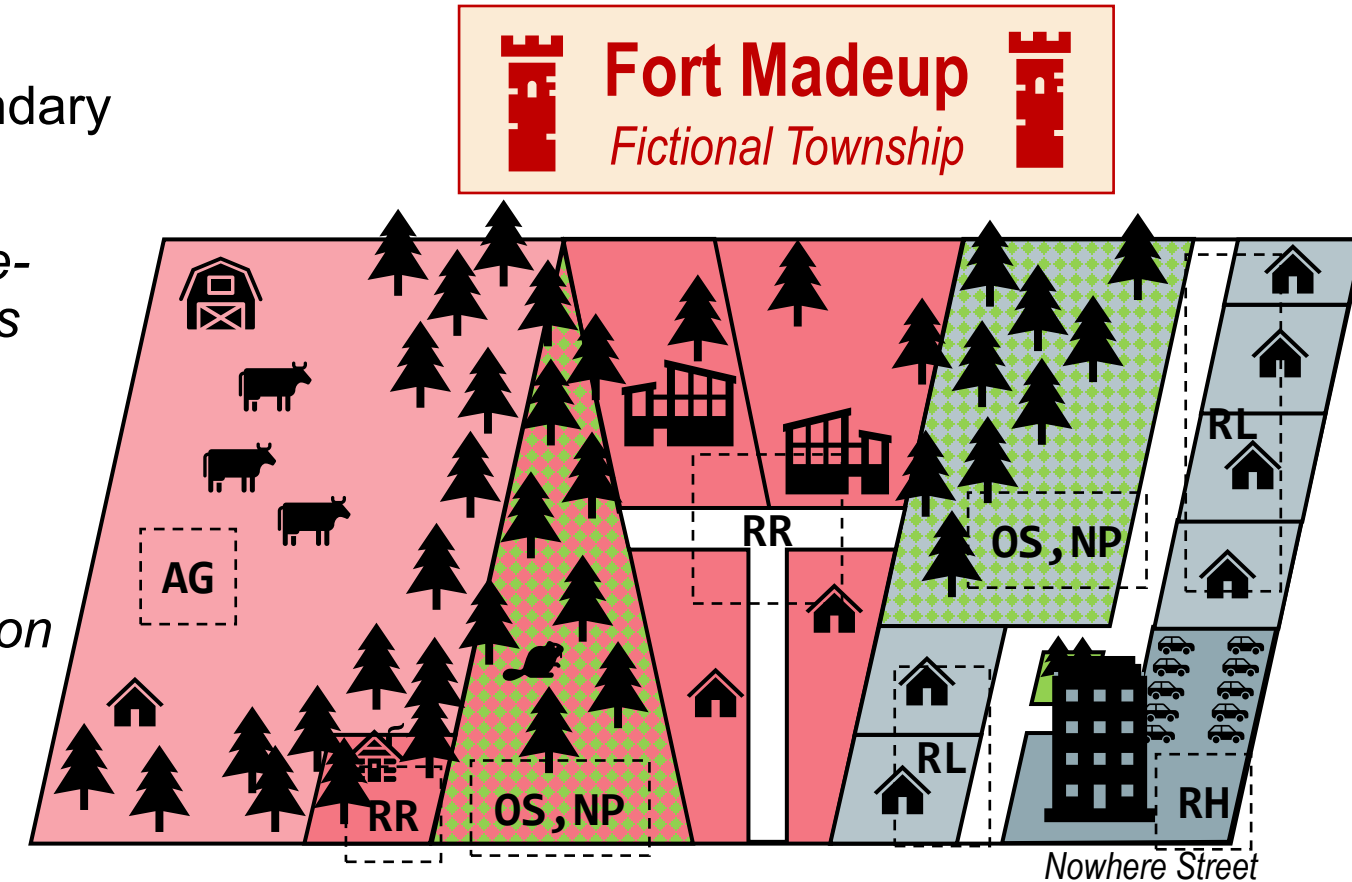 Fort Madeup
Fictional Township
ndary
e-
s
on
AG
RR
OS,NP
RR
OS,NP
RL
RL
RH
Nowhere Street